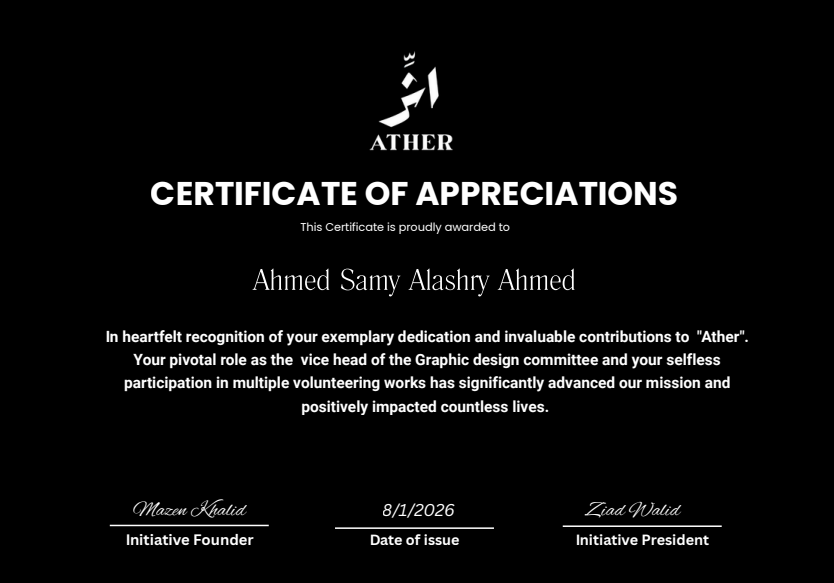 أثر
ATHER
CERTIFICATE OF APPRECIATIONS
This Certificate is proudly awarded to
Ahmed Samy Alashry Ahmed
In heartfelt recognition of your exemplary dedication and invaluable contributions to "Ather".
Your pivotal role as the vice head of the Graphic design committee and your selfless
participation in multiple volunteering works has significantly advanced our mission and
positively impacted countless lives.
Mazen Khalid 8/1/2026 Ziad Walid
Initiative Founder Date of issue Initiative President